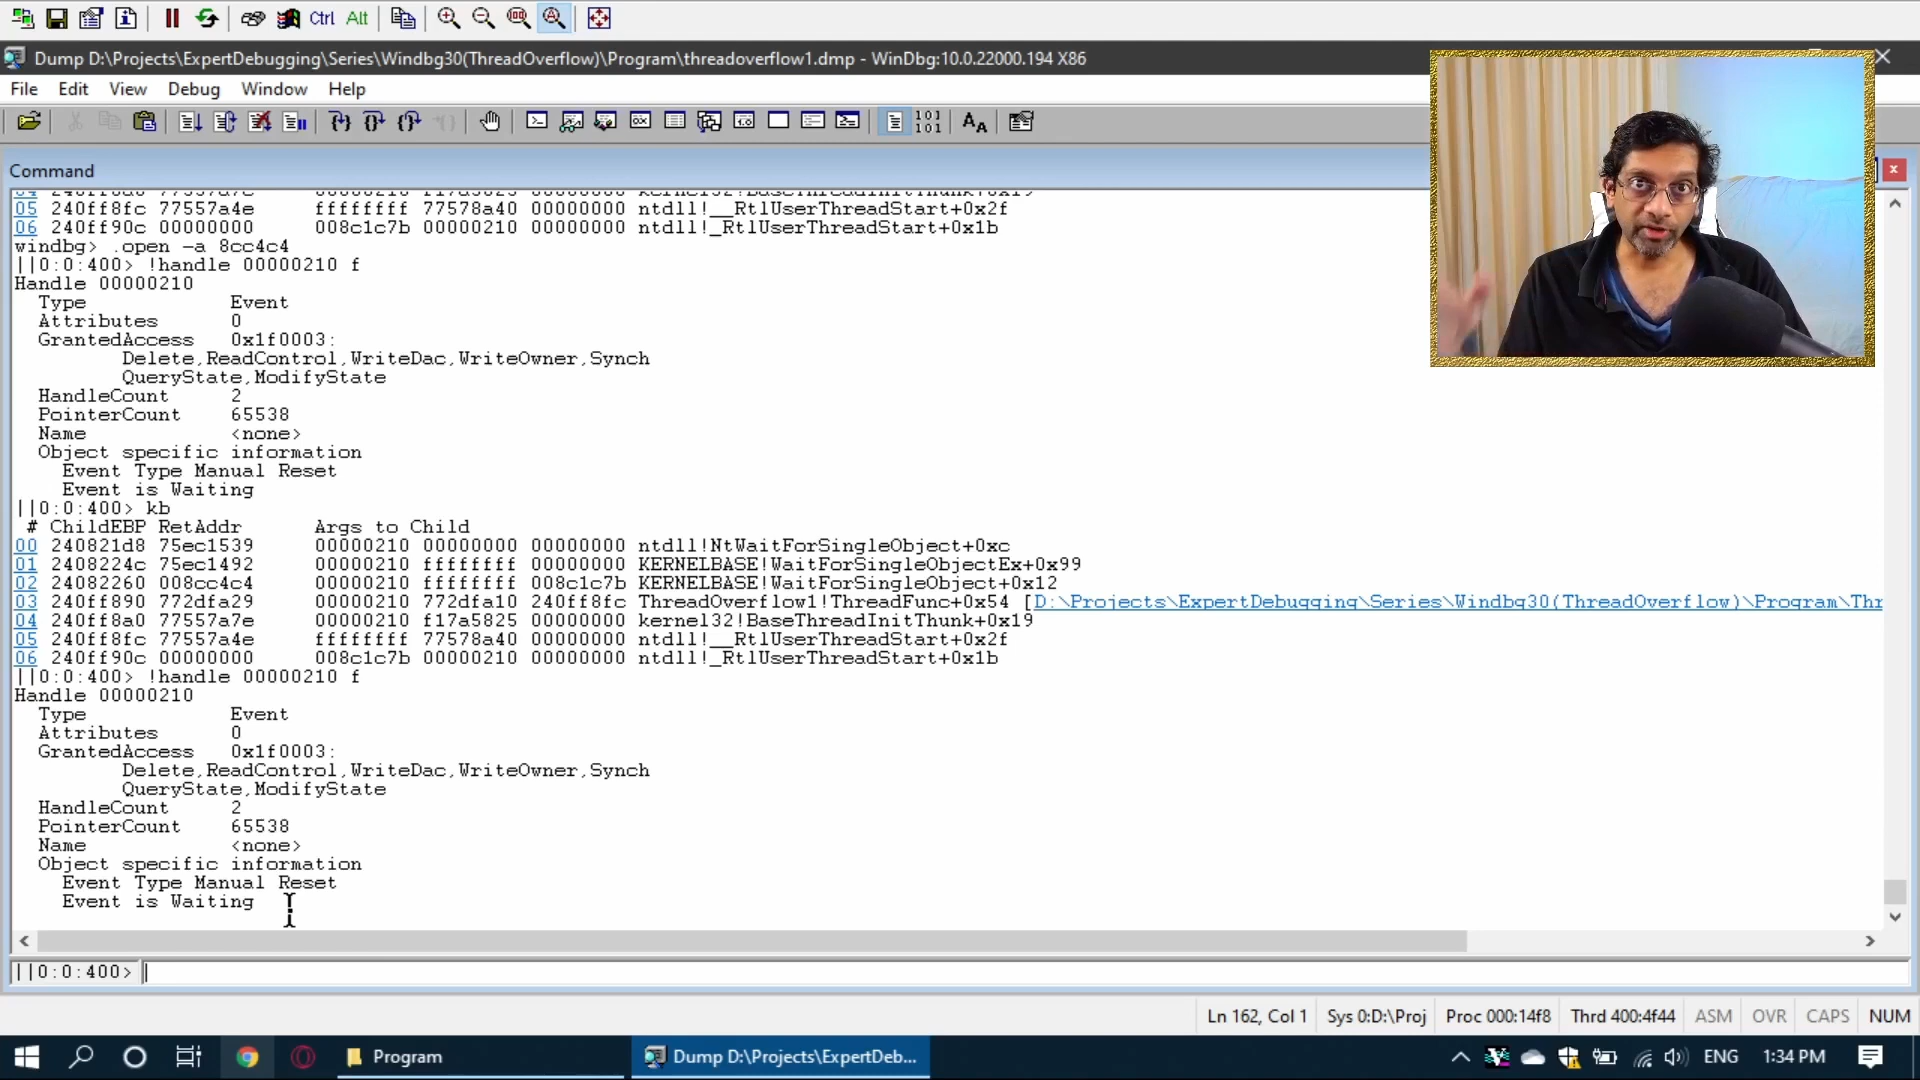 Ctrl Alt
Dump D:\Projects\ExpertDebugging\Series\Windbg30(ThreadOverflow)\Program\threadoverflow1.dmp - WinDbg:10.0.22000.194 X86
File Edit View Debug Window Help
Command
05 240ff8fc 77557a4e ffffffff 77578a40 00000000 ntdll!__RtlUserThreadStart+0x2f
06 240ff90c 00000000 008c1c7b 00000210 00000000 ntdll!_RtlUserThreadStart+0x1b
windbg> .open -a 8cc4c4
||0:0:400> !handle 00000210 f
Handle 00000210
Type Event
Attributes 0
GrantedAccess 0x1f0003:
Delete,ReadControl,WriteDac,WriteOwner,Synch
QueryState,ModifyState
HandleCount 2
PointerCount 65538
Name <none>
Object specific information
Event Type Manual Reset
Event is Waiting
||0:0:400> kb
# ChildEBP RetAddr Args to Child
00 240821d8 75ec1539 00000210 00000000 00000000 ntdll!NtWaitForSingleObject+0xc
01 2408224c 75ec1492 00000210 ffffffff 00000000 KERNELBASE!WaitForSingleObjectEx+0x99
02 24082260 008cc4c4 00000210 ffffffff 008c1c7b KERNELBASE!WaitForSingleObject+0x12
03 240ff890 772dfa29 00000210 772dfa10 240ff8fc ThreadOverflow1!ThreadFunc+0x54 [D:\Projects\ExpertDebugging\Series\Windbg30(ThreadOverflow)\Program\Thr
04 240ff8a0 77557a7e 00000210 f17a5825 00000000 kernel32!BaseThreadInitThunk+0x19
05 240ff8fc 77557a4e ffffffff 77578a40 00000000 ntdll!__RtlUserThreadStart+0x2f
06 240ff90c 00000000 008c1c7b 00000210 00000000 ntdll!_RtlUserThreadStart+0x1b
||0:0:400> !handle 00000210 f
Handle 00000210
Type Event
Attributes 0
GrantedAccess 0x1f0003:
Delete,ReadControl,WriteDac,WriteOwner,Synch
QueryState,ModifyState
HandleCount 2
PointerCount 65538
Name <none>
Object specific information
Event Type Manual Reset
Event is Waiting
||0:0:400>
Ln 162, Col 1 Sys 0:D:\Proj Proc 000:14f8 Thrd 400:4f44 ASM OVR CAPS NUM
Program Dump D:\Projects\ExpertDeb... ENG 1:34 PM